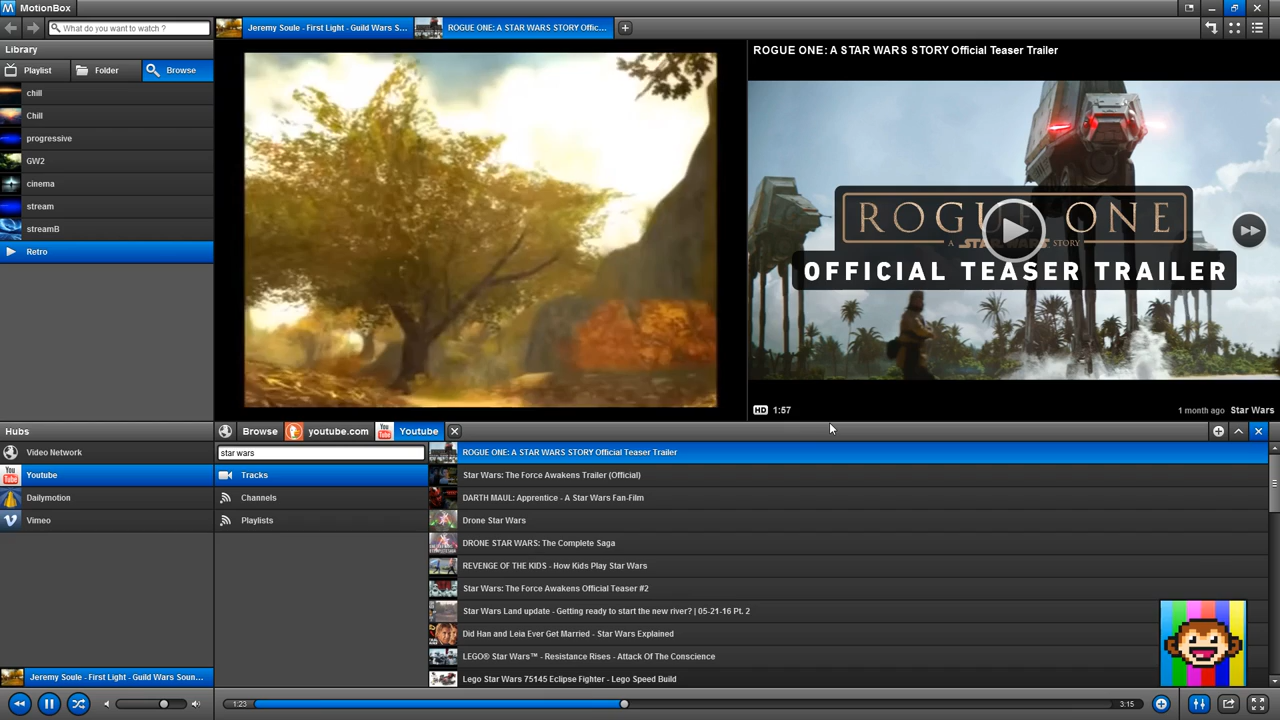 MotionBox
What do you want to watch ?
Jeremy Soule - First Light - Guild Wars S...
ROGUE ONE: A STAR WARS STORY Offic...
Library
Playlist
Folder
Browse
chill
Chill
progressive
GW2
cinema
stream
streamB
Retro
ROGUE ONE: A STAR WARS STORY Official Teaser Trailer
ROGUE ONE
A STAR WARS STORY
OFFICIAL TEASER TRAILER
HD 1:57
1 month ago Star Wars
Hubs
Video Network
Youtube
Dailymotion
Vimeo
Browse
youtube.com
You Tube
Youtube
star wars
Tracks
Channels
Playlists
ROGUE ONE: A STAR WARS STORY Official Teaser Trailer
Star Wars: The Force Awakens Trailer (Official)
DARTH MAUL: Apprentice - A Star Wars Fan-Film
Drone Star Wars
DRONE STAR WARS: The Complete Saga
REVENGE OF THE KIDS - How Kids Play Star Wars
Star Wars: The Force Awakens Official Teaser #2
Star Wars Land update - Getting ready to start the new river? | 05-21-16 Pt. 2
Did Han and Leia Ever Get Married - Star Wars Explained
LEGO® Star Wars™ - Resistance Rises - Attack Of The Conscience
Lego Star Wars 75145 Eclipse Fighter - Lego Speed Build
Jeremy Soule - First Light - Guild Wars Soun...
1:23
3:15